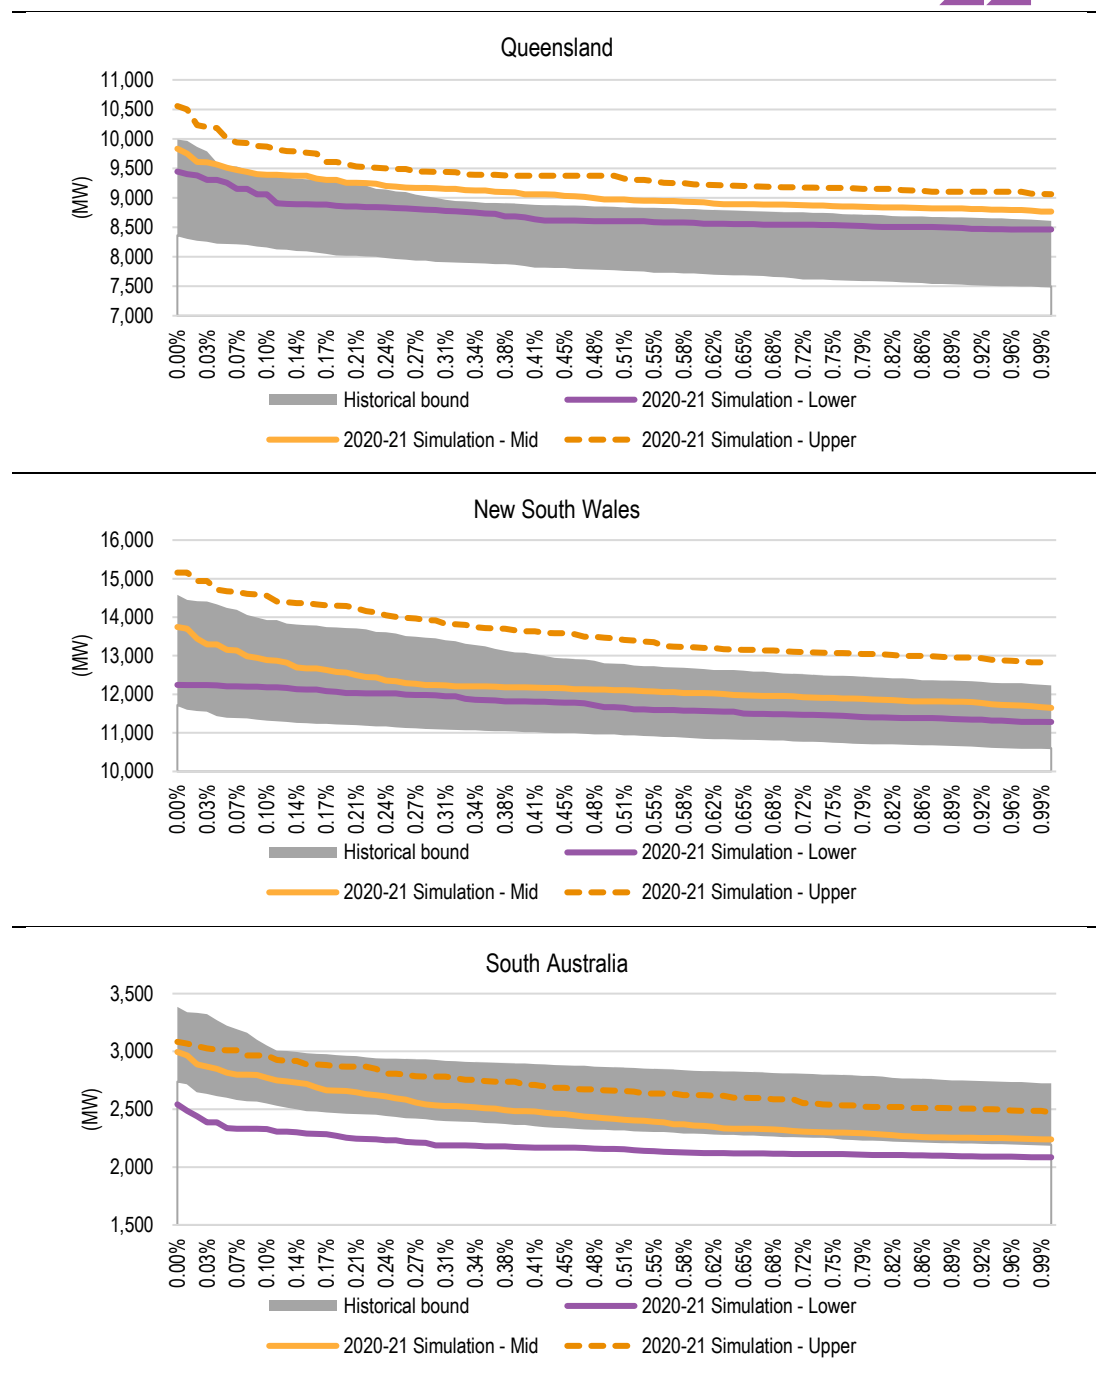 Queensland
11,000
10,500
10,000
9,500
9,000
8,500
8,000
7,500
7,000
(MW)
0.00% 0.03% 0.07% 0.10% 0.14% 0.17% 0.21% 0.24% 0.27% 0.31% 0.34% 0.38% 0.41% 0.45% 0.48% 0.51% 0.55% 0.58% 0.62% 0.65% 0.68% 0.72% 0.75% 0.79% 0.82% 0.86% 0.89% 0.92% 0.96% 0.99%
Historical bound 2020-21 Simulation - Lower
2020-21 Simulation - Mid 2020-21 Simulation - Upper
New South Wales
16,000
15,000
14,000
13,000
12,000
11,000
10,000
(MW)
0.00% 0.03% 0.07% 0.10% 0.14% 0.17% 0.21% 0.24% 0.27% 0.31% 0.34% 0.38% 0.41% 0.45% 0.48% 0.51% 0.55% 0.58% 0.62% 0.65% 0.68% 0.72% 0.75% 0.79% 0.82% 0.86% 0.89% 0.92% 0.96% 0.99%
Historical bound 2020-21 Simulation - Lower
2020-21 Simulation - Mid 2020-21 Simulation - Upper
South Australia
3,500
3,000
2,500
2,000
1,500
(MW)
0.00% 0.03% 0.07% 0.10% 0.14% 0.17% 0.21% 0.24% 0.27% 0.31% 0.34% 0.38% 0.41% 0.45% 0.48% 0.51% 0.55% 0.58% 0.62% 0.65% 0.68% 0.72% 0.75% 0.79% 0.82% 0.86% 0.89% 0.92% 0.96% 0.99%
Historical bound 2020-21 Simulation - Lower
2020-21 Simulation - Mid 2020-21 Simulation - Upper